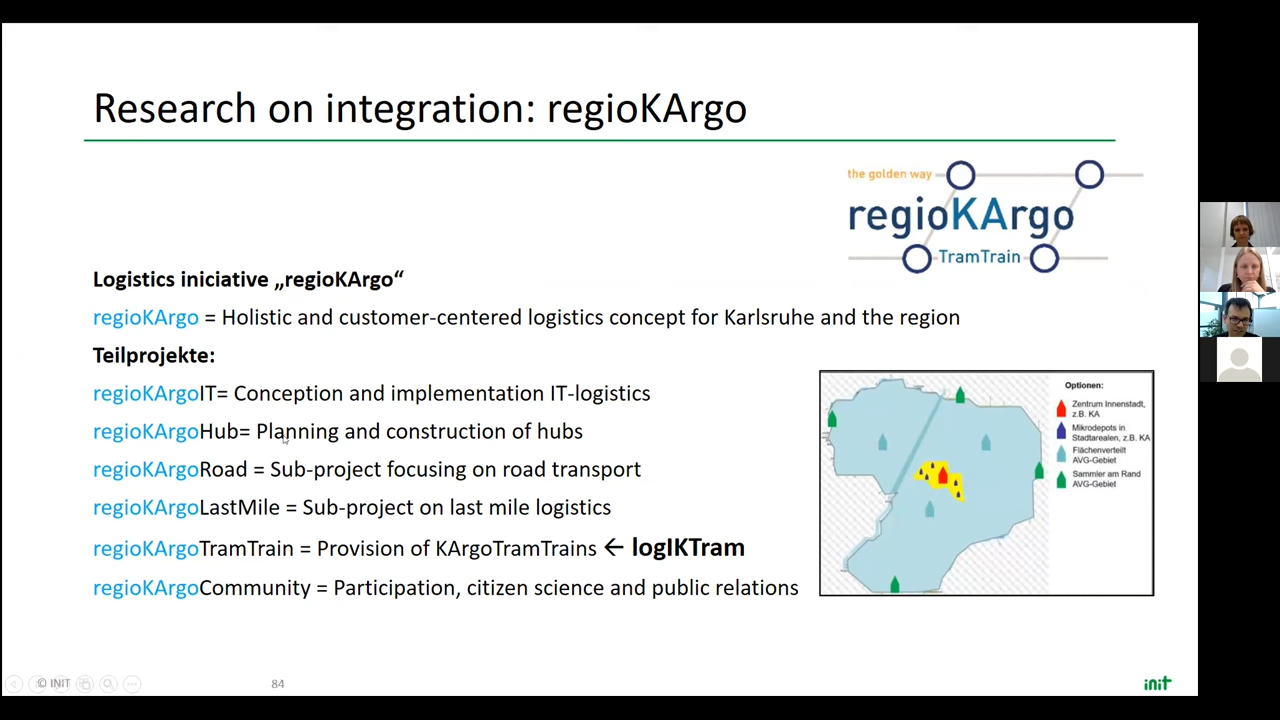 Research on integration: regioKArgo
the golden way
regioKArgo
TramTrain
Logistics iniciative „regioKArgo“
regioKArgo = Holistic and customer-centered logistics concept for Karlsruhe and the region
Teilprojekte:
regioKArgoIT= Conception and implementation IT-logistics
regioKArgoHub= Planning and construction of hubs
regioKArgoRoad = Sub-project focusing on road transport
regioKArgoLastMile = Sub-project on last mile logistics
regioKArgoTramTrain = Provision of KArgoTramTrains ← logIKTram
regioKArgoCommunity = Participation, citizen science and public relations
Optionen:
Zentrum Innenstadt,
z.B. KA
Mikrodepots in
Stadtarealen, z.B. KA
Flächenverteilt
AVG-Gebiet
Sammler am Rand
AVG-Gebiet
© INIT
84
init